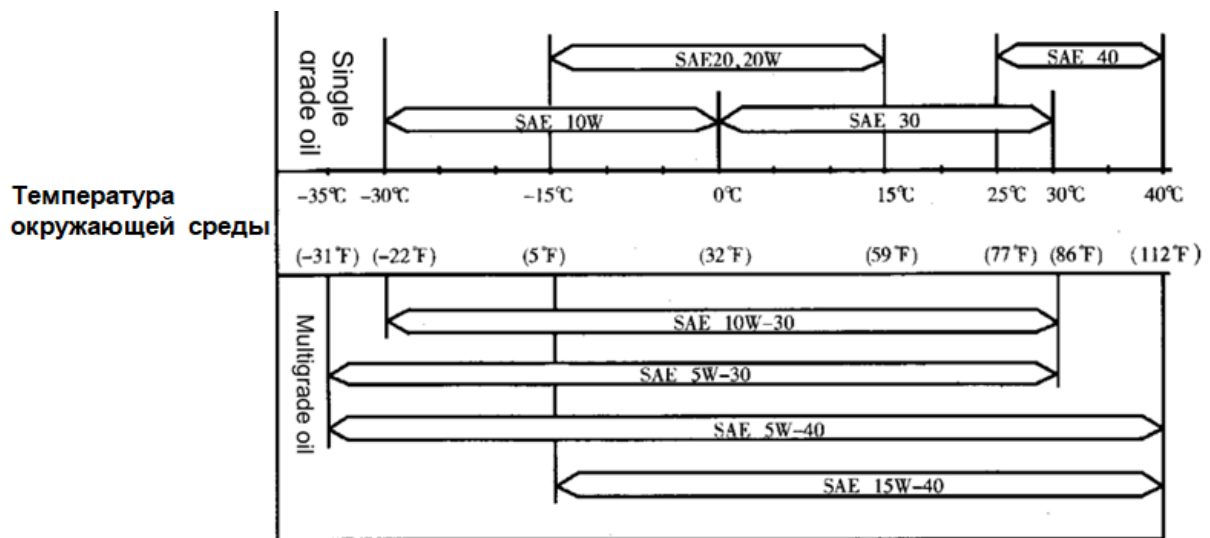 Single
grade oil
SAE20,20W
SAE 40
SAE 10W
SAE 30
Температура
окружающей среды
-35℃ -30℃ -15℃ 0℃ 15℃ 25℃ 30℃ 40℃
(-31℉) (-22℉) (5℉) (32℉) (59℉) (77℉) (86℉) (112℉)
Multigrade oil
SAE 10W-30
SAE 5W-30
SAE 5W-40
SAE 15W-40